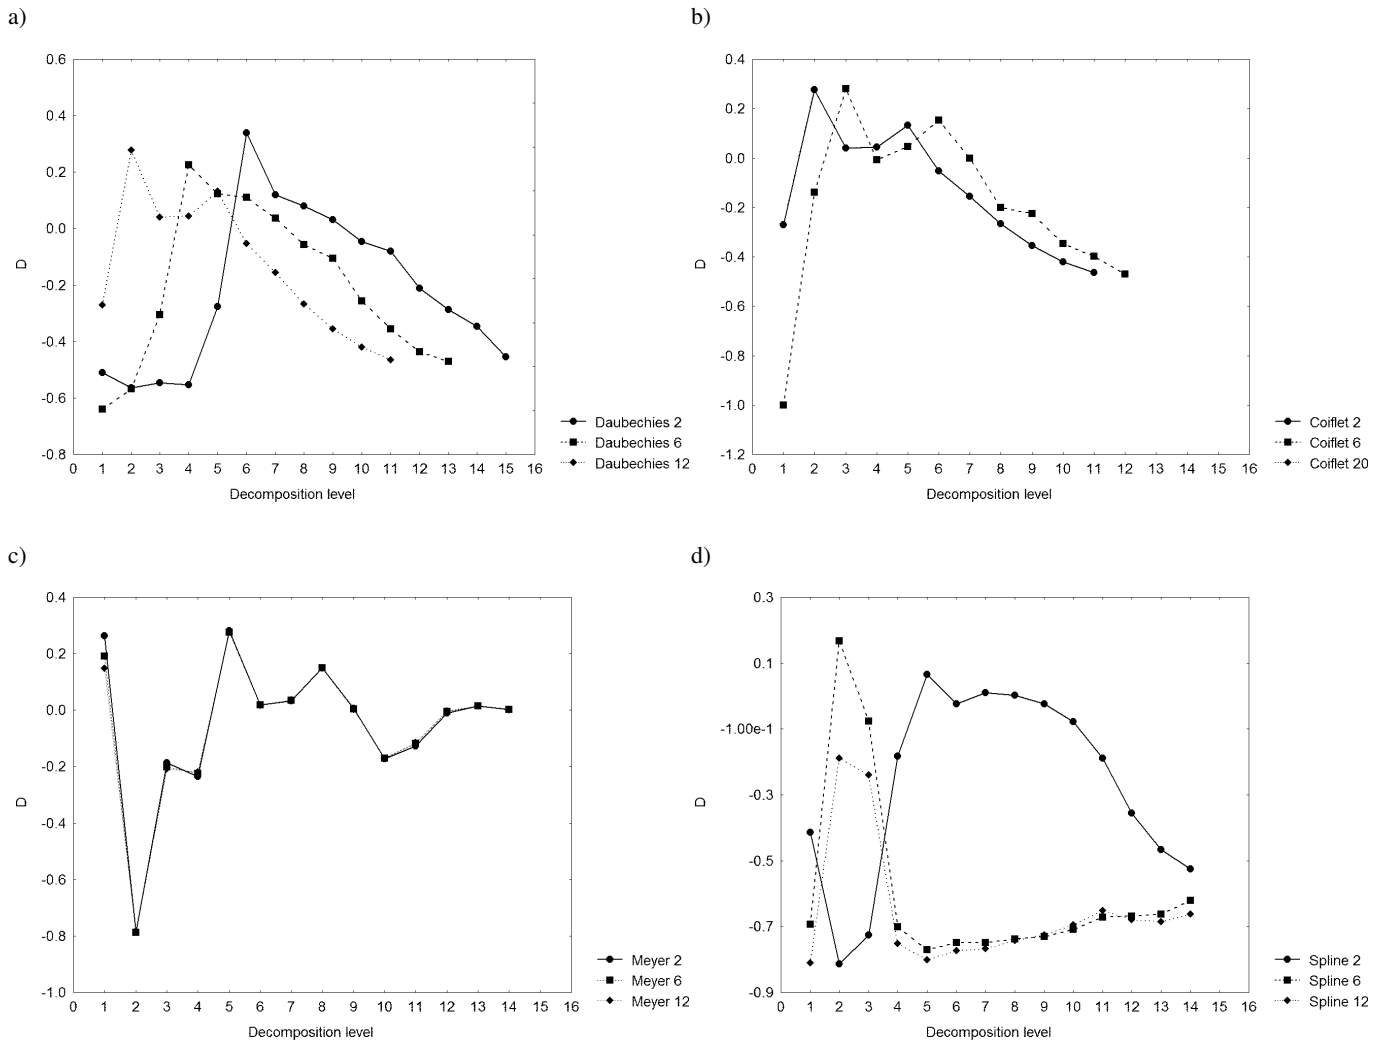 a)
0.6
0.4
0.2
0.0
-0.2
-0.4
-0.6
-0.8
D
0 1 2 3 4 5 6 7 8 9 10 11 12 13 14 15 16
Decomposition level
Daubechies 2
Daubechies 6
Daubechies 12
b)
0.4
0.2
0.0
-0.2
-0.4
-0.6
-0.8
-1.0
-1.2
D
0 1 2 3 4 5 6 7 8 9 10 11 12 13 14 15 16
Decomposition level
Coiflet 2
Coiflet 6
Coiflet 20
c)
0.4
0.2
0.0
-0.2
-0.4
-0.6
-0.8
-1.0
D
0 1 2 3 4 5 6 7 8 9 10 11 12 13 14 15 16
Decomposition level
Meyer 2
Meyer 6
Meyer 12
d)
0.3
0.1
-1.00e-1
-0.3
-0.5
-0.7
-0.9
D
0 1 2 3 4 5 6 7 8 9 10 11 12 13 14 15 16
Decomposition level
Spline 2
Spline 6
Spline 12